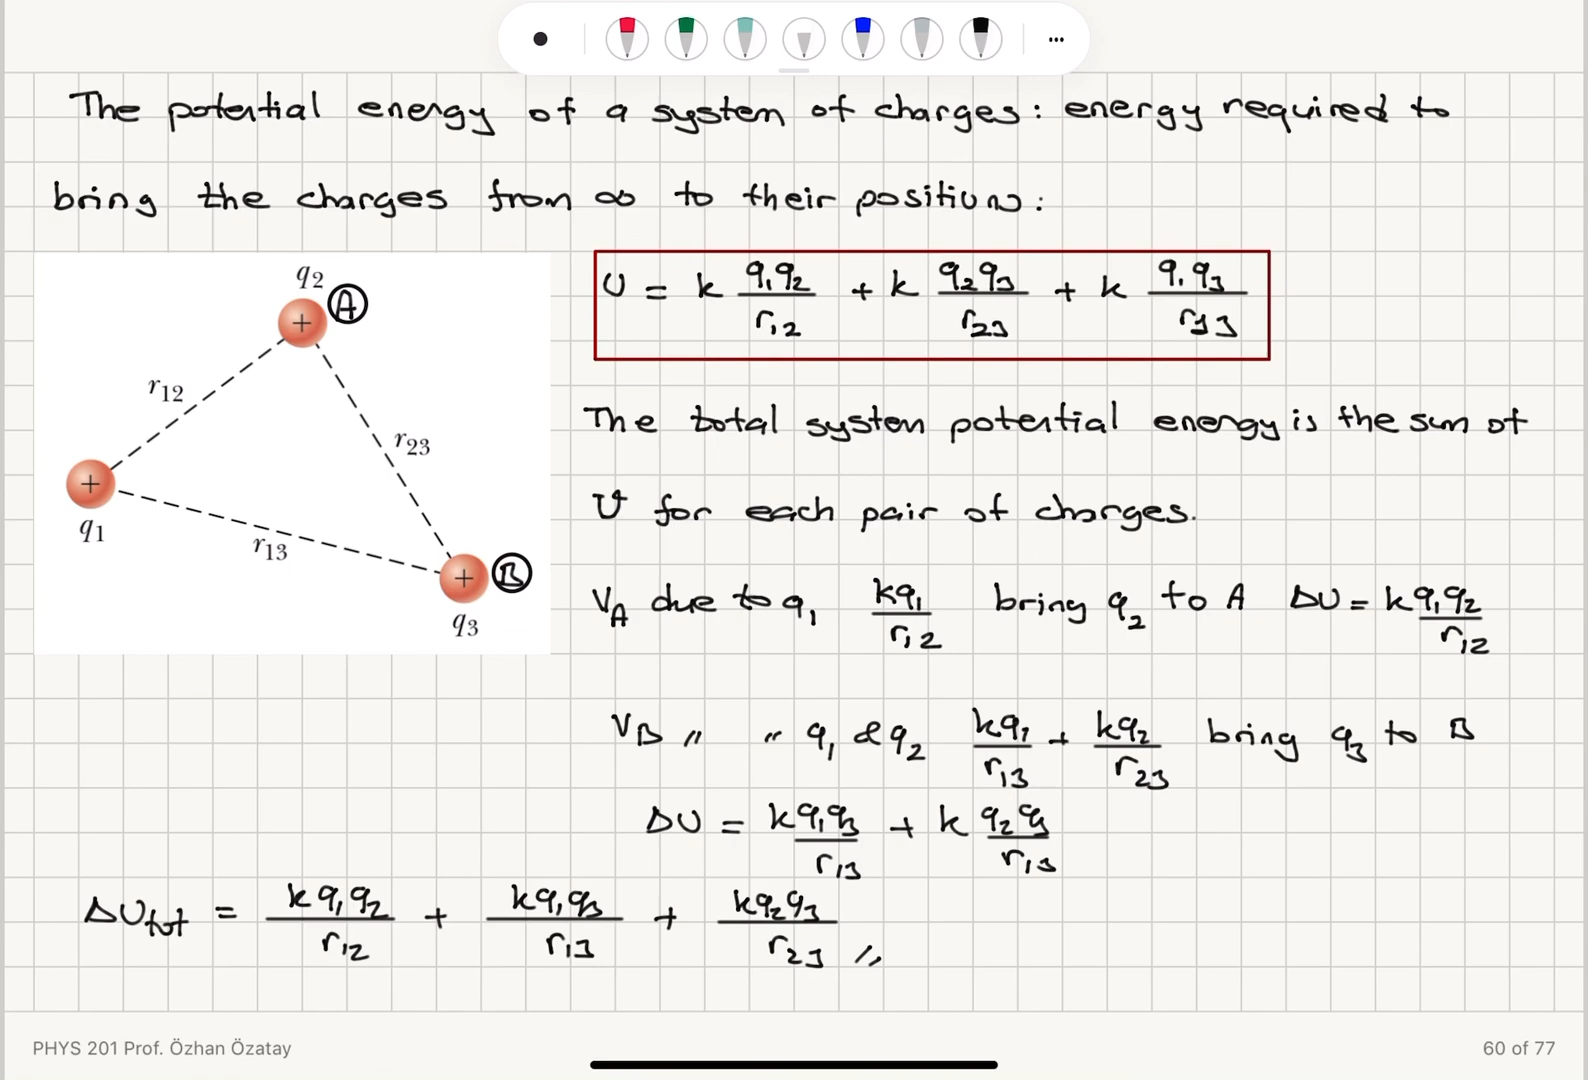 The potential energy of a system of charges: energy required to
bring the charges from ∞ to their positions:
q2 Ⓐ
r12
r23
q1
r13
Ⓑ
q3
U = k q₁q₂/r₁₂ + k q₂q₃/r₂₃ + k q₁q₃/r₁₃
The total system potential energy is the sum of
U for each pair of charges.
V_A due to q₁ kq₁/r₁₂ bring q₂ to A ΔU = kq₁q₂/r₁₂
V_B " " q₁ & q₂ kq₁/r₁₃ + kq₂/r₂₃ bring q₃ to B
ΔU = kq₁q₃/r₁₃ + k q₂q₃/r₁₃
ΔU_tot = kq₁q₂/r₁₂ + kq₁q₃/r₁₃ + kq₂q₃/r₂₃ //
PHYS 201 Prof. Özhan Özatay
60 of 77